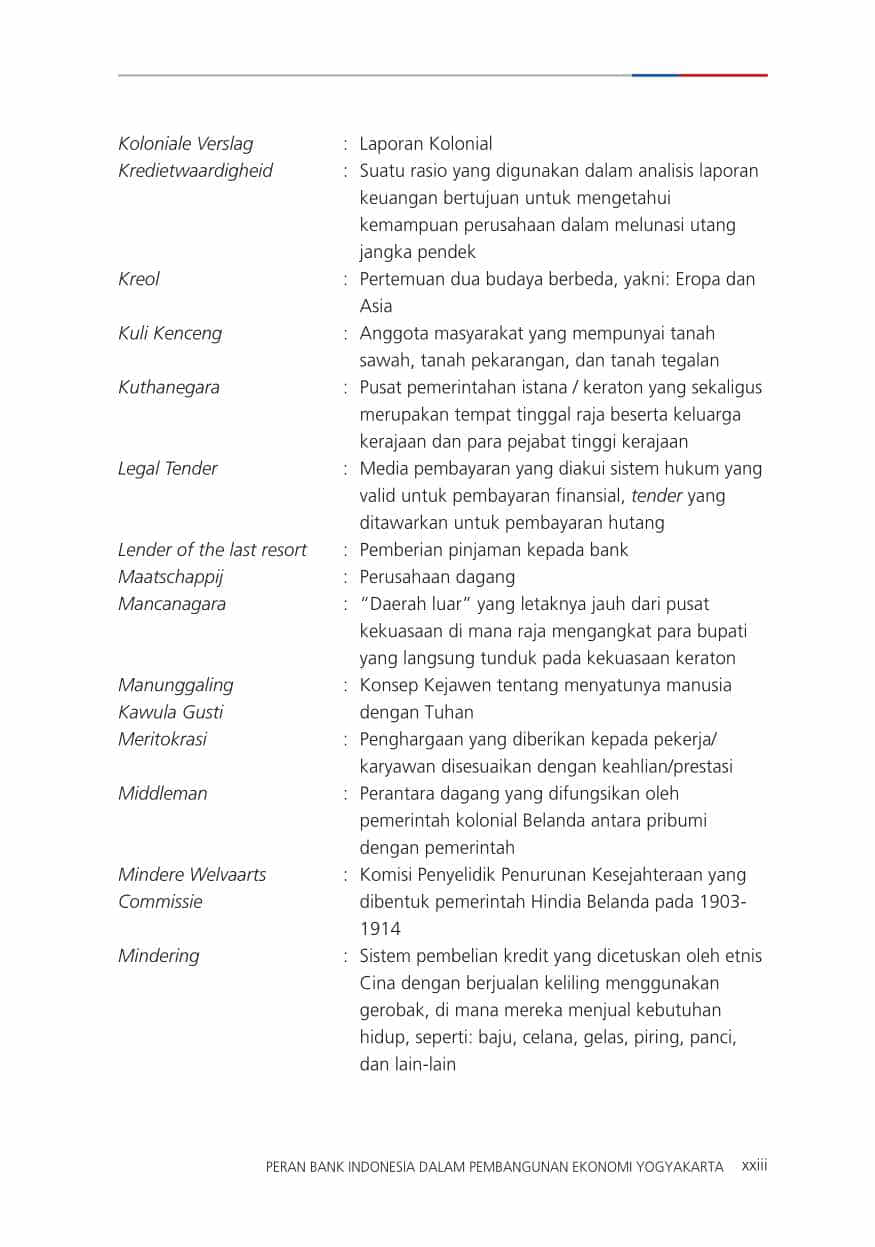 Koloniale Verslag : Laporan Kolonial
Kredietwaardigheid : Suatu rasio yang digunakan dalam analisis laporan
keuangan bertujuan untuk mengetahui
kemampuan perusahaan dalam melunasi utang
jangka pendek
Kreol : Pertemuan dua budaya berbeda, yakni: Eropa dan
Asia
Kuli Kenceng : Anggota masyarakat yang mempunyai tanah
sawah, tanah pekarangan, dan tanah tegalan
Kuthanegara : Pusat pemerintahan istana / keraton yang sekaligus
merupakan tempat tinggal raja beserta keluarga
kerajaan dan para pejabat tinggi kerajaan
Legal Tender : Media pembayaran yang diakui sistem hukum yang
valid untuk pembayaran finansial, tender yang
ditawarkan untuk pembayaran hutang
Lender of the last resort : Pemberian pinjaman kepada bank
Maatschappij : Perusahaan dagang
Mancanagara : “Daerah luar” yang letaknya jauh dari pusat
kekuasaan di mana raja mengangkat para bupati
yang langsung tunduk pada kekuasaan keraton
Manunggaling : Konsep Kejawen tentang menyatunya manusia
Kawula Gusti dengan Tuhan
Meritokrasi : Penghargaan yang diberikan kepada pekerja/
karyawan disesuaikan dengan keahlian/prestasi
Middleman : Perantara dagang yang difungsikan oleh
pemerintah kolonial Belanda antara pribumi
dengan pemerintah
Mindere Welvaarts : Komisi Penyelidik Penurunan Kesejahteraan yang
Commissie dibentuk pemerintah Hindia Belanda pada 1903-
1914
Mindering : Sistem pembelian kredit yang dicetuskan oleh etnis
Cina dengan berjualan keliling menggunakan
gerobak, di mana mereka menjual kebutuhan
hidup, seperti: baju, celana, gelas, piring, panci,
dan lain-lain
PERAN BANK INDONESIA DALAM PEMBANGUNAN EKONOMI YOGYAKARTA xxiii